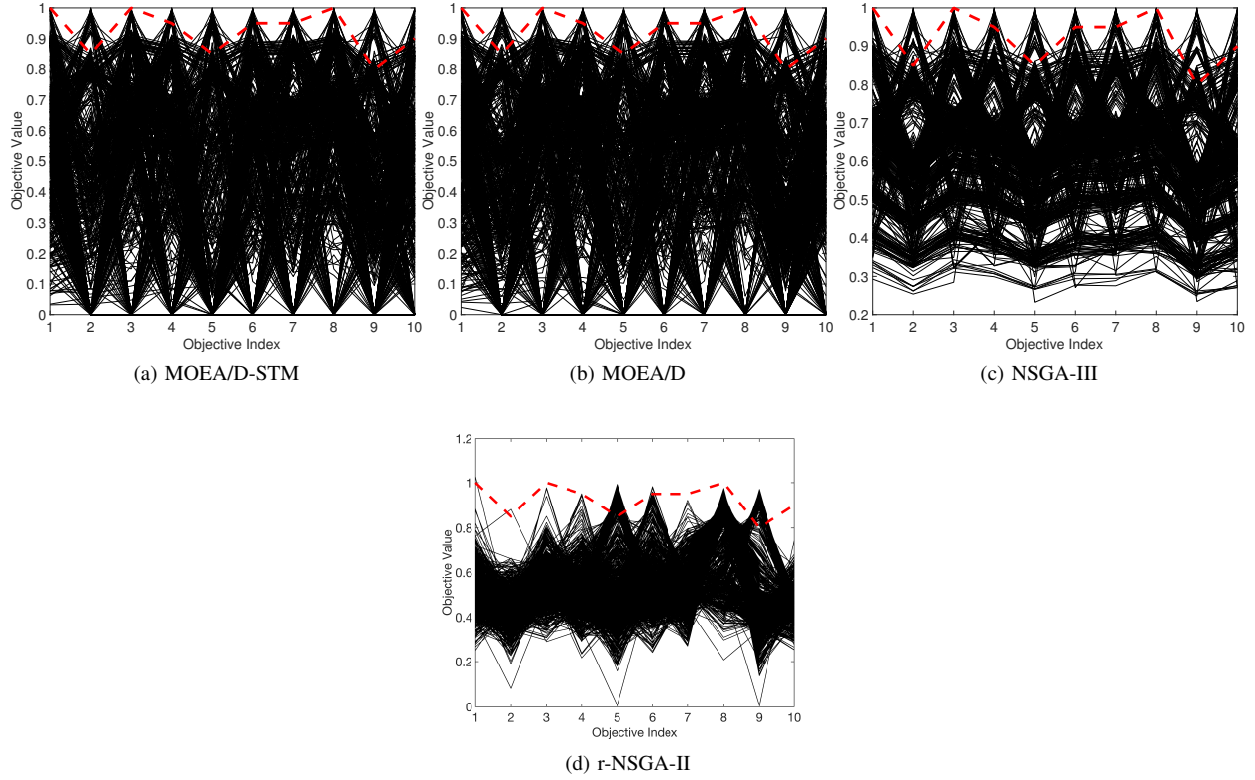 1
0.9
0.8
0.7
0.6
0.5
0.4
0.3
0.2
0.1
0
Objective Value
1 2 3 4 5 6 7 8 9 10
Objective Index
(a) MOEA/D-STM
1
0.9
0.8
0.7
0.6
0.5
0.4
0.3
0.2
0.1
0
Objective Value
1 2 3 4 5 6 7 8 9 10
Objective Index
(b) MOEA/D
1
0.9
0.8
0.7
0.6
0.5
0.4
0.3
0.2
Objective Value
1 2 3 4 5 6 7 8 9 10
Objective Index
(c) NSGA-III
1.2
1
0.8
0.6
0.4
0.2
0
Objective Value
1 2 3 4 5 6 7 8 9 10
Objective Index
(d) r-NSGA-II